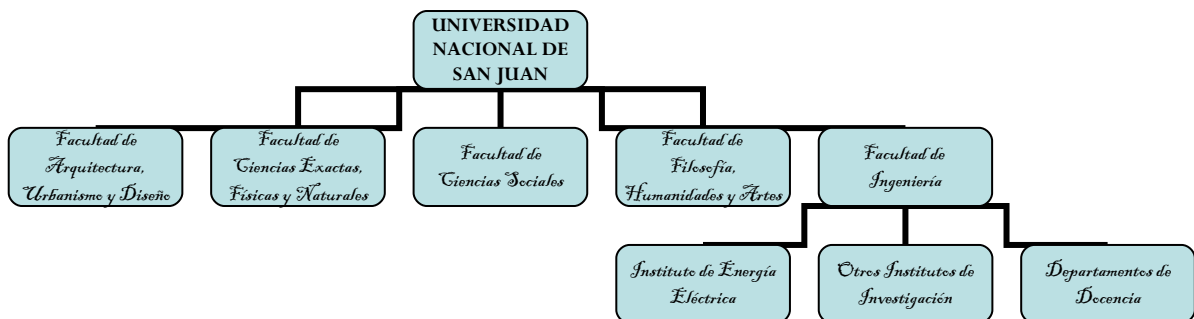 UNIVERSIDAD
NACIONAL DE
SAN JUAN
Facultad de
Arquitectura,
Urbanismo y Diseño
Facultad de
Ciencias Exactas,
Físicas y Naturales
Facultad de
Ciencias Sociales
Facultad de
Filosofía,
Humanidades y Artes
Facultad de
Ingeniería
Instituto de Energía
Eléctrica
Otros Institutos de
Investigación
Departamentos de
Docencia